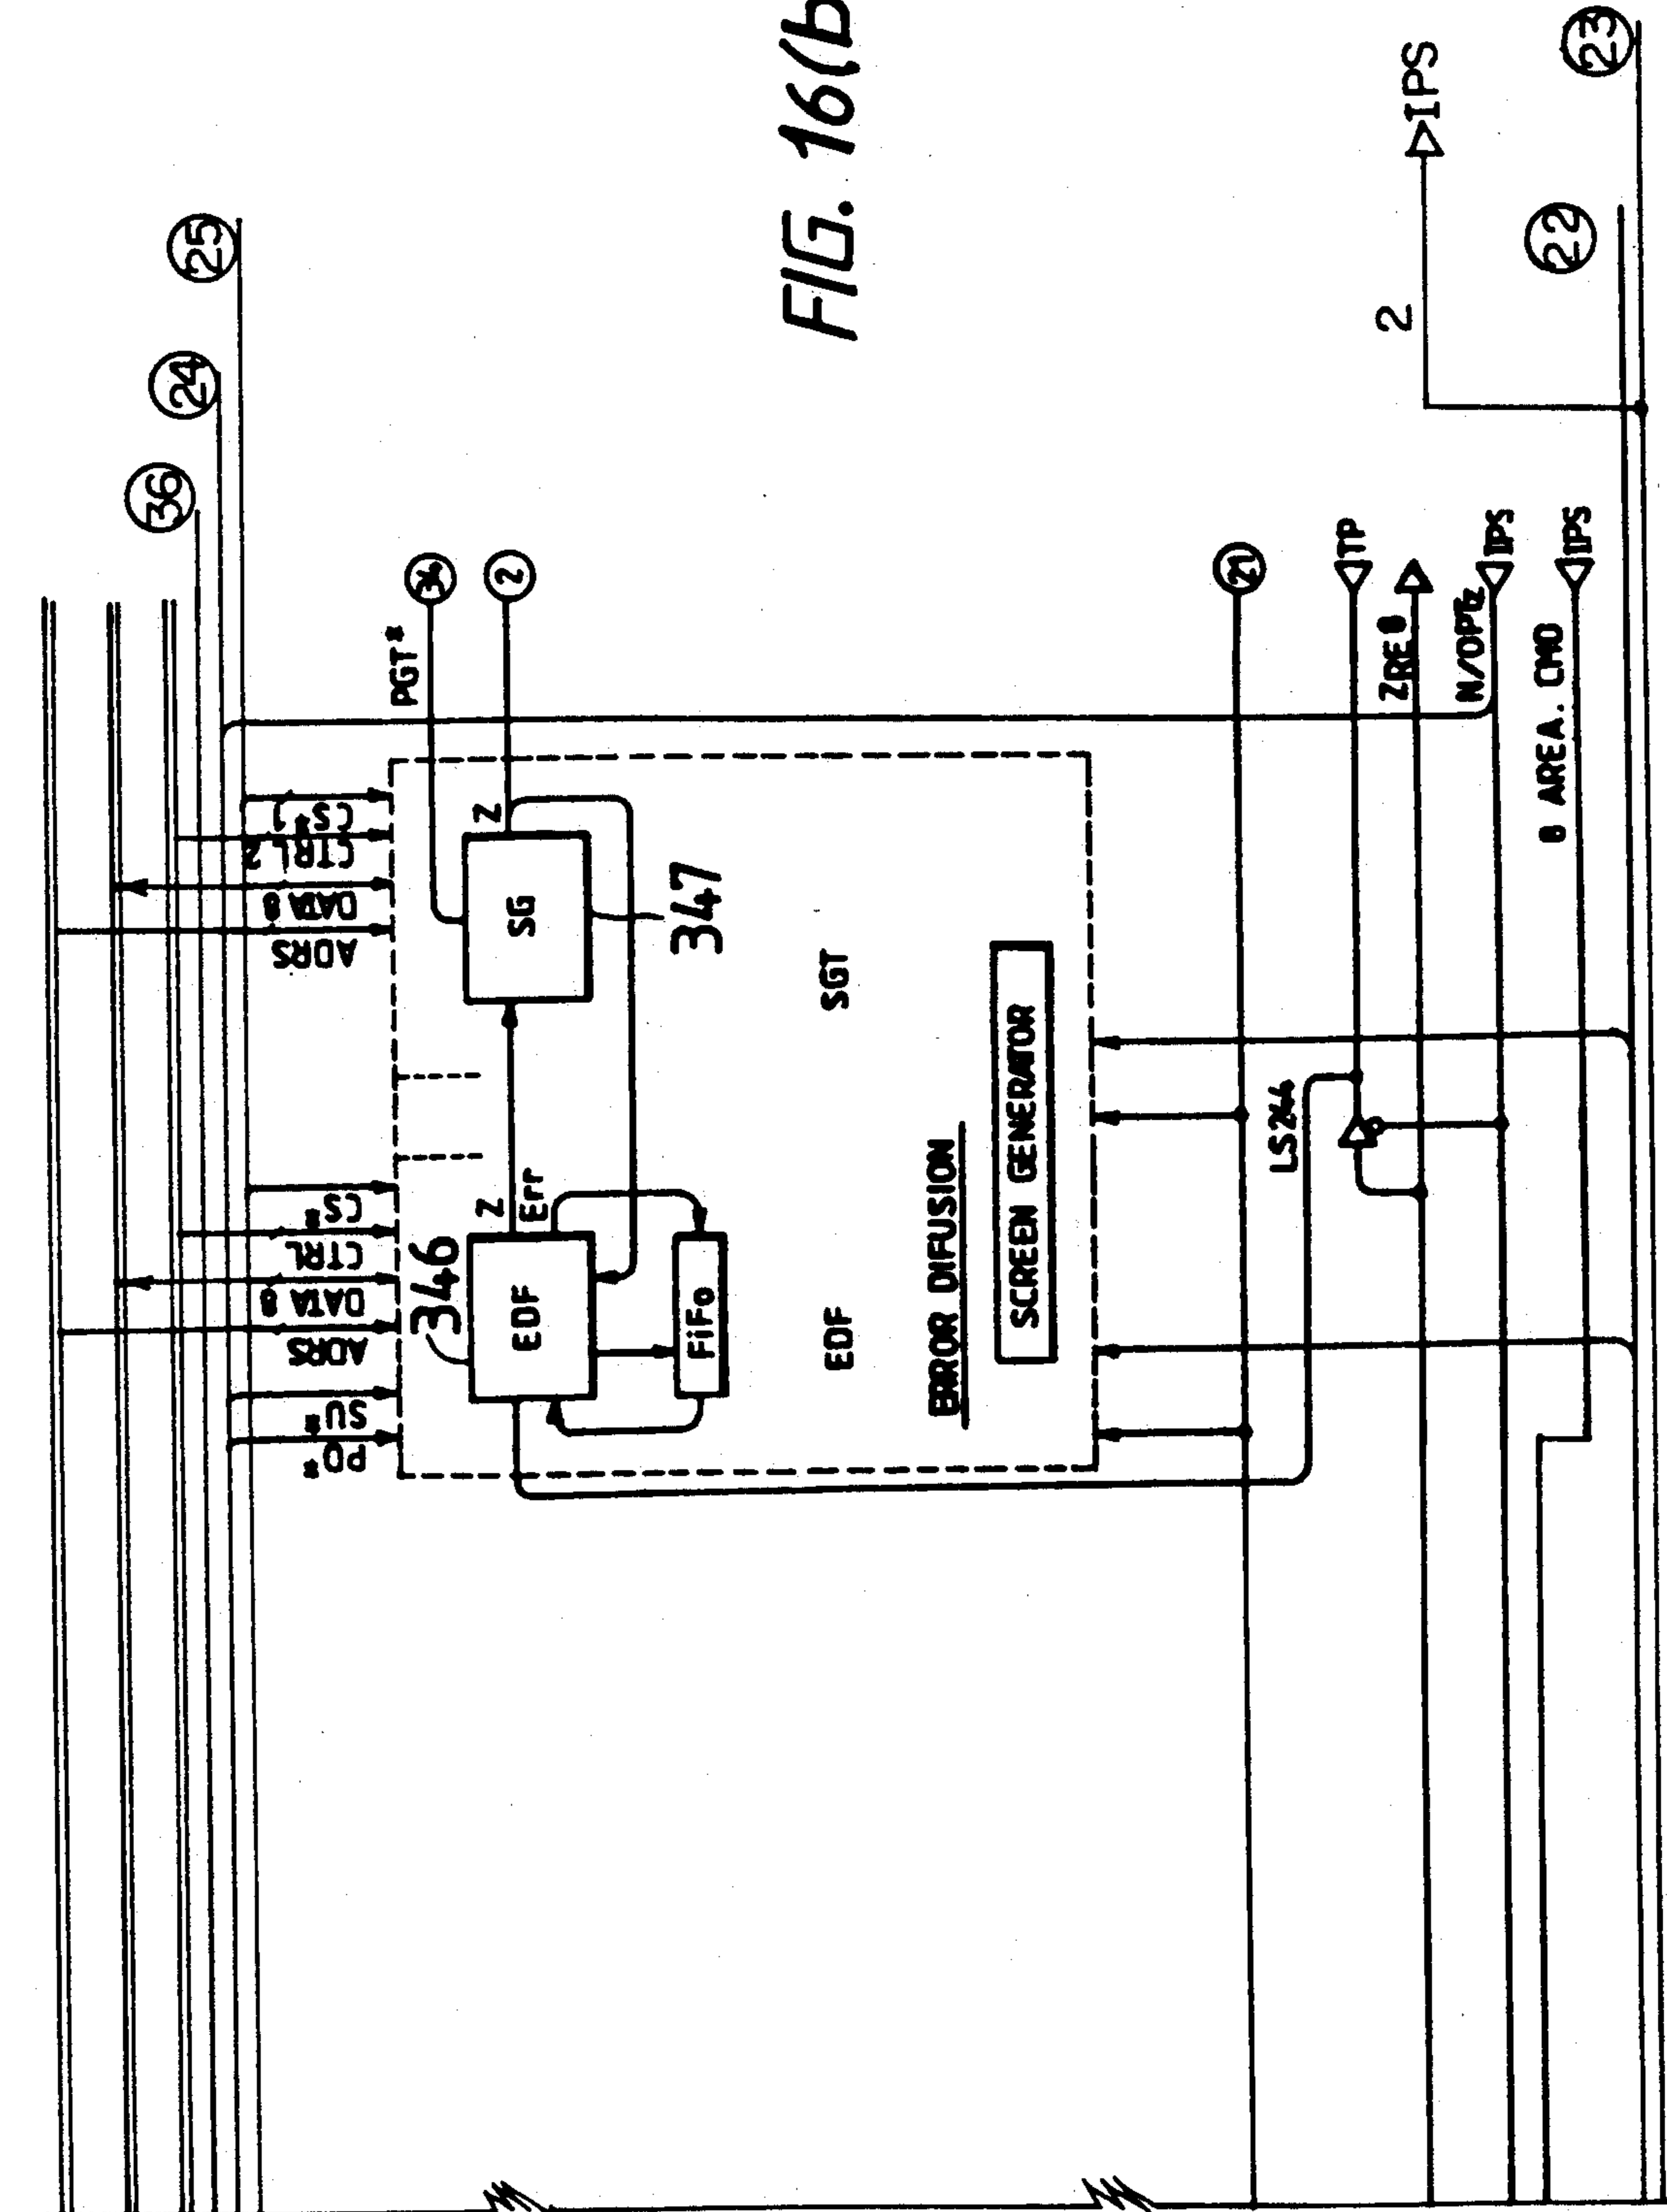 FIG. 16(b
36
24
25
PO*
SU*
ADRS
DATA 8
CTRL
CS*
ADRS
DATA 8
CTRL 2
CS*1
PGT*
34
2
346
EDF
Z
Err
FiFo
SG
Z
347
EDF
SGT
ERROR DIFUSION
SCREEN GENERATOR
21
LS244
TP
ZRE 8
N/OPT
IPS
8 AREA. CMD
IPS
2
IPS
22
23